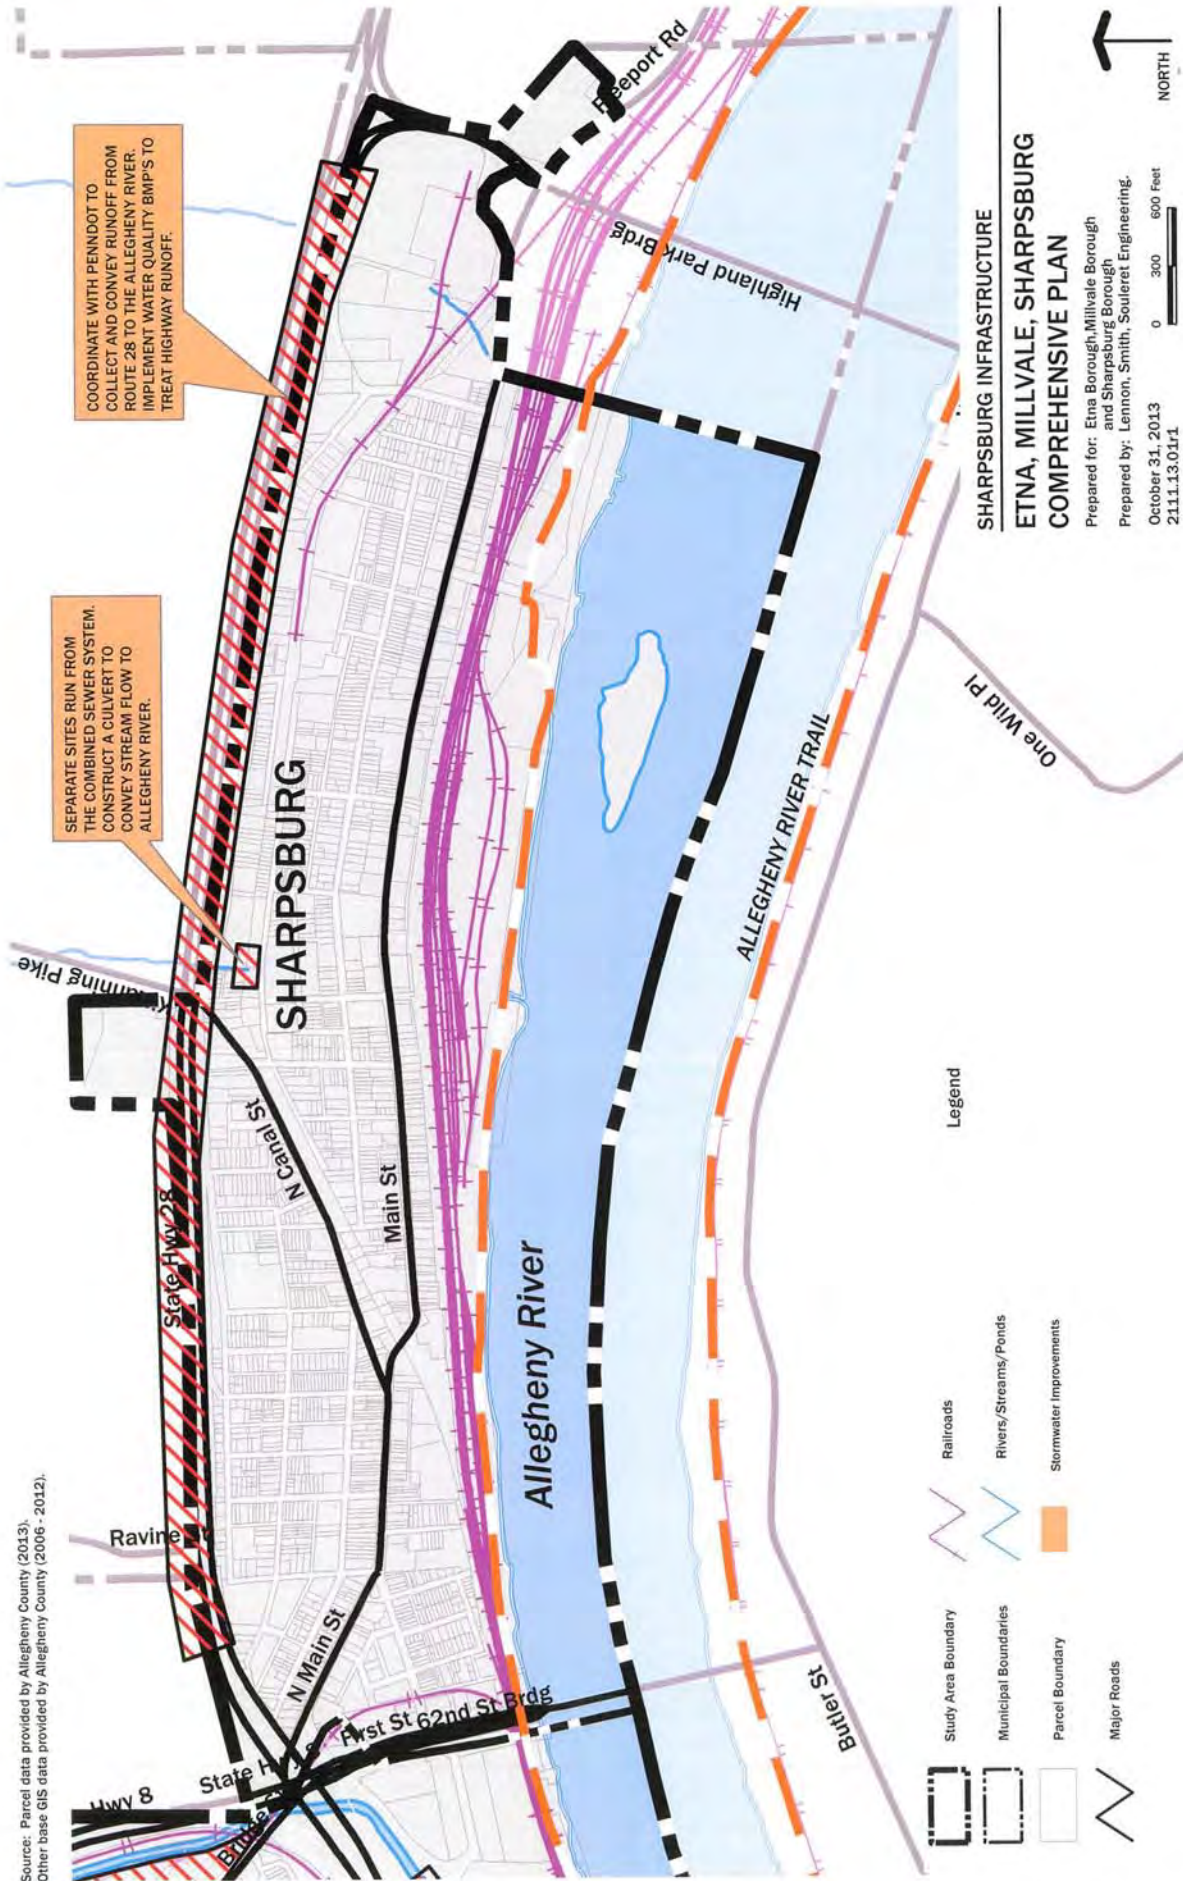 Source: Parcel data provided by Allegheny County (2013).
Other base GIS data provided by Allegheny County (2006 - 2012).
COORDINATE WITH PENNDOT TO
COLLECT AND CONVEY RUNOFF FROM
ROUTE 28 TO THE ALLEGHENY RIVER.
IMPLEMENT WATER QUALITY BMP'S TO
TREAT HIGHWAY RUNOFF.
SEPARATE SITES RUN FROM
THE COMBINED SEWER SYSTEM.
CONSTRUCT A CULVERT TO
CONVEY STREAM FLOW TO
ALLEGHENY RIVER.
Hwy 8
State Hwy 8
Ravine St
State Hwy 28
N Main St
First St
62nd St Brdg
N Canal St
Main St
SHARPSBURG
Freeport Rd
Highland Park Brdg
Allegheny River
ALLEGHENY RIVER TRAIL
Butler St
One Wild Pl
Legend
Study Area Boundary
Municipal Boundaries
Parcel Boundary
Major Roads
Railroads
Rivers/Streams/Ponds
Stormwater Improvements
SHARPSBURG INFRASTRUCTURE
ETNA, MILLVALE, SHARPSBURG
COMPREHENSIVE PLAN
Prepared for: Etna Borough,Millvale Borough
and Sharpsburg Borough
Prepared by: Lennon, Smith, Souleret Engineering.
October 31, 2013
2111.13.01r1
0 300 600 Feet
NORTH